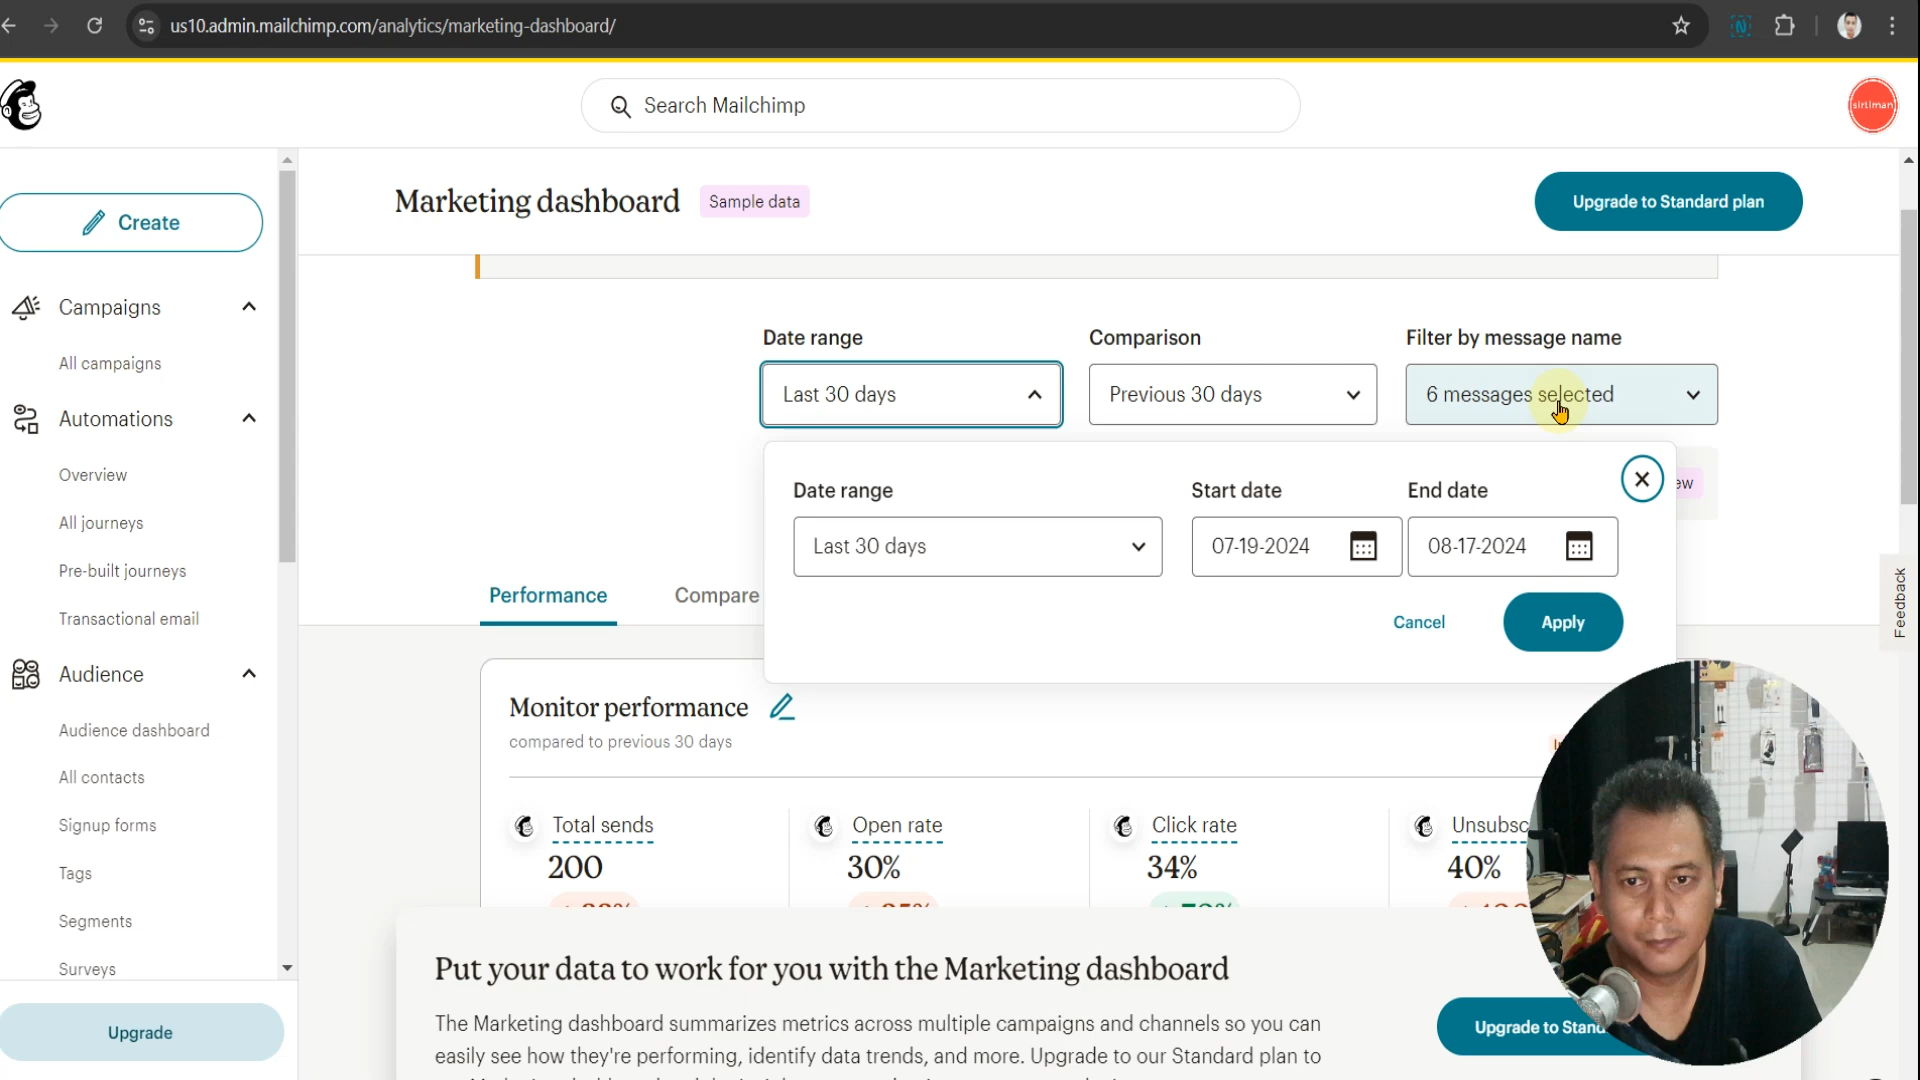 us10.admin.mailchimp.com/analytics/marketing-dashboard/
Search Mailchimp
sirtiman
Create
Campaigns
All campaigns
Automations
Overview
All journeys
Pre-built journeys
Transactional email
Audience
Audience dashboard
All contacts
Signup forms
Tags
Segments
Surveys
Upgrade
Marketing dashboard
Sample data
Upgrade to Standard plan
Date range
Comparison
Filter by message name
Last 30 days
Previous 30 days
6 messages selected
Date range
Start date
End date
Last 30 days
07-19-2024
08-17-2024
Cancel
Apply
Performance
Compare
Monitor performance
compared to previous 30 days
Total sends
Open rate
Click rate
200
30%
34%
40%
Put your data to work for you with the Marketing dashboard
The Marketing dashboard summarizes metrics across multiple campaigns and channels so you can
easily see how they're performing, identify data trends, and more. Upgrade to our Standard plan to
Upgrade to
Feedback